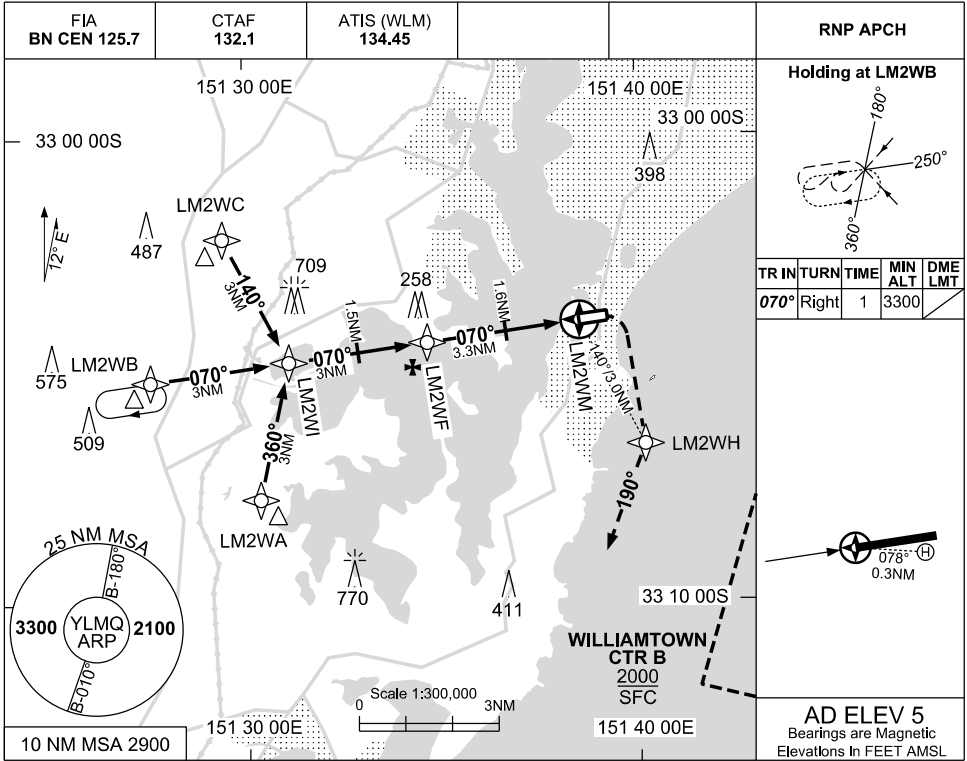 FIA
BN CEN 125.7
CTAF
132.1
ATIS (WLM)
134.45
RNP APCH
151 30 00E
151 40 00E
33 00 00S
33 00 00S
398
12° E
487
LM2WC
140°
3NM
709
258
1.5NM
1.6NM
575
LM2WB
070°
3NM
070°
3NM
070°
3.3NM
LM2WI
LM2WF
LM2WM
140°/3.0NM
509
360°
3NM
LM2WH
190°
LM2WA
25 NM MSA
B-180°
3300
YLMQ
ARP
2100
B-010°
770
411
33 10 00S
WILLIAMTOWN
CTR B
2000
SFC
Scale 1:300,000
0
3NM
151 30 00E
151 40 00E
10 NM MSA 2900
Holding at LM2WB
180°
250°
360°
TR IN TURN TIME MIN ALT DME LMT
070° Right 1 3300
078°
0.3NM
H
AD ELEV 5
Bearings are Magnetic
Elevations in FEET AMSL